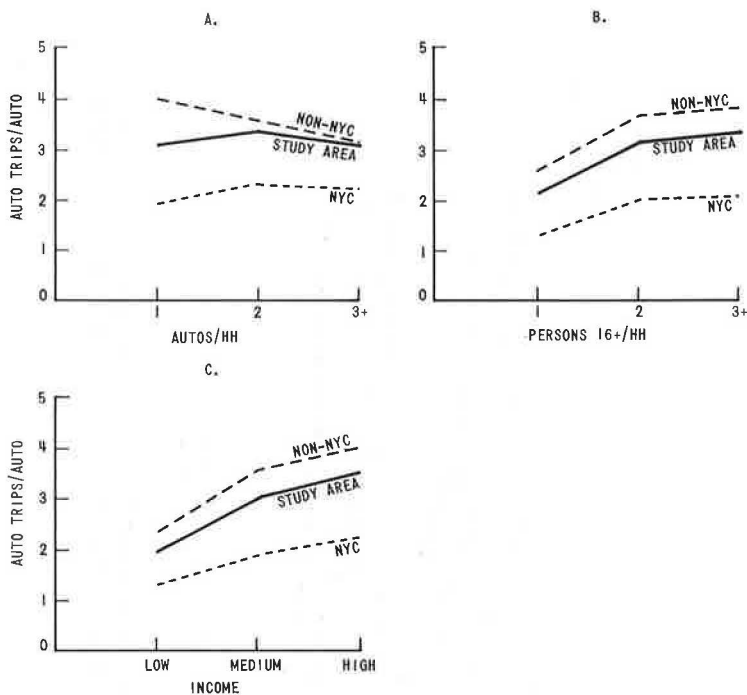 A.
AUTO TRIPS/AUTO
5
4
3
2
1
0
NON-NYC
STUDY AREA
NYC
1 2 3+
AUTOS/HH
B.
5
4
3
2
1
0
NON-NYC
STUDY AREA
NYC
1 2 3+
PERSONS 16+/HH
C.
AUTO TRIPS/AUTO
5
4
3
2
1
0
NON-NYC
STUDY AREA
NYC
LOW MEDIUM HIGH
INCOME